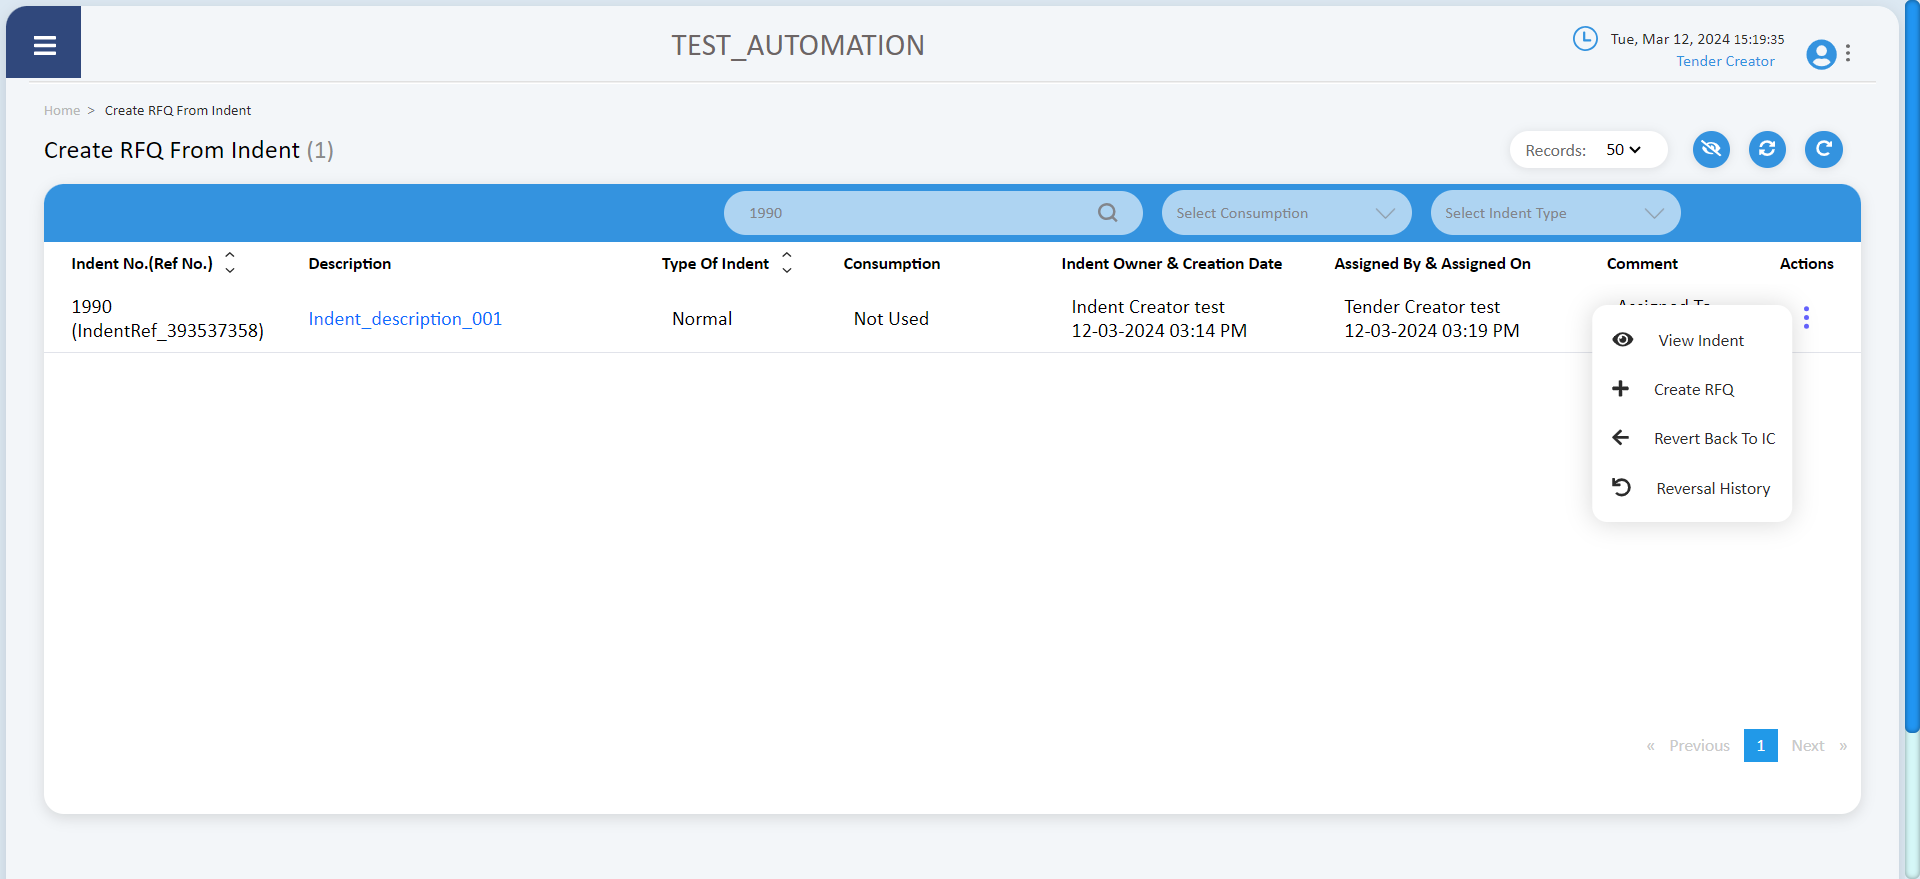 TEST_AUTOMATION
Tue, Mar 12, 2024 15:19:35
Tender Creator
Home > Create RFQ From Indent
Create RFQ From Indent (1)
Records: 50
1990
Select Consumption
Select Indent Type
Indent No.(Ref No.)
Description
Type Of Indent
Consumption
Indent Owner & Creation Date
Assigned By & Assigned On
Comment
Actions
1990
(IndentRef_393537358)
Indent_description_001
Normal
Not Used
Indent Creator test
12-03-2024 03:14 PM
Tender Creator test
12-03-2024 03:19 PM
Assigned To
View Indent
Create RFQ
Revert Back To IC
Reversal History
« Previous 1 Next »